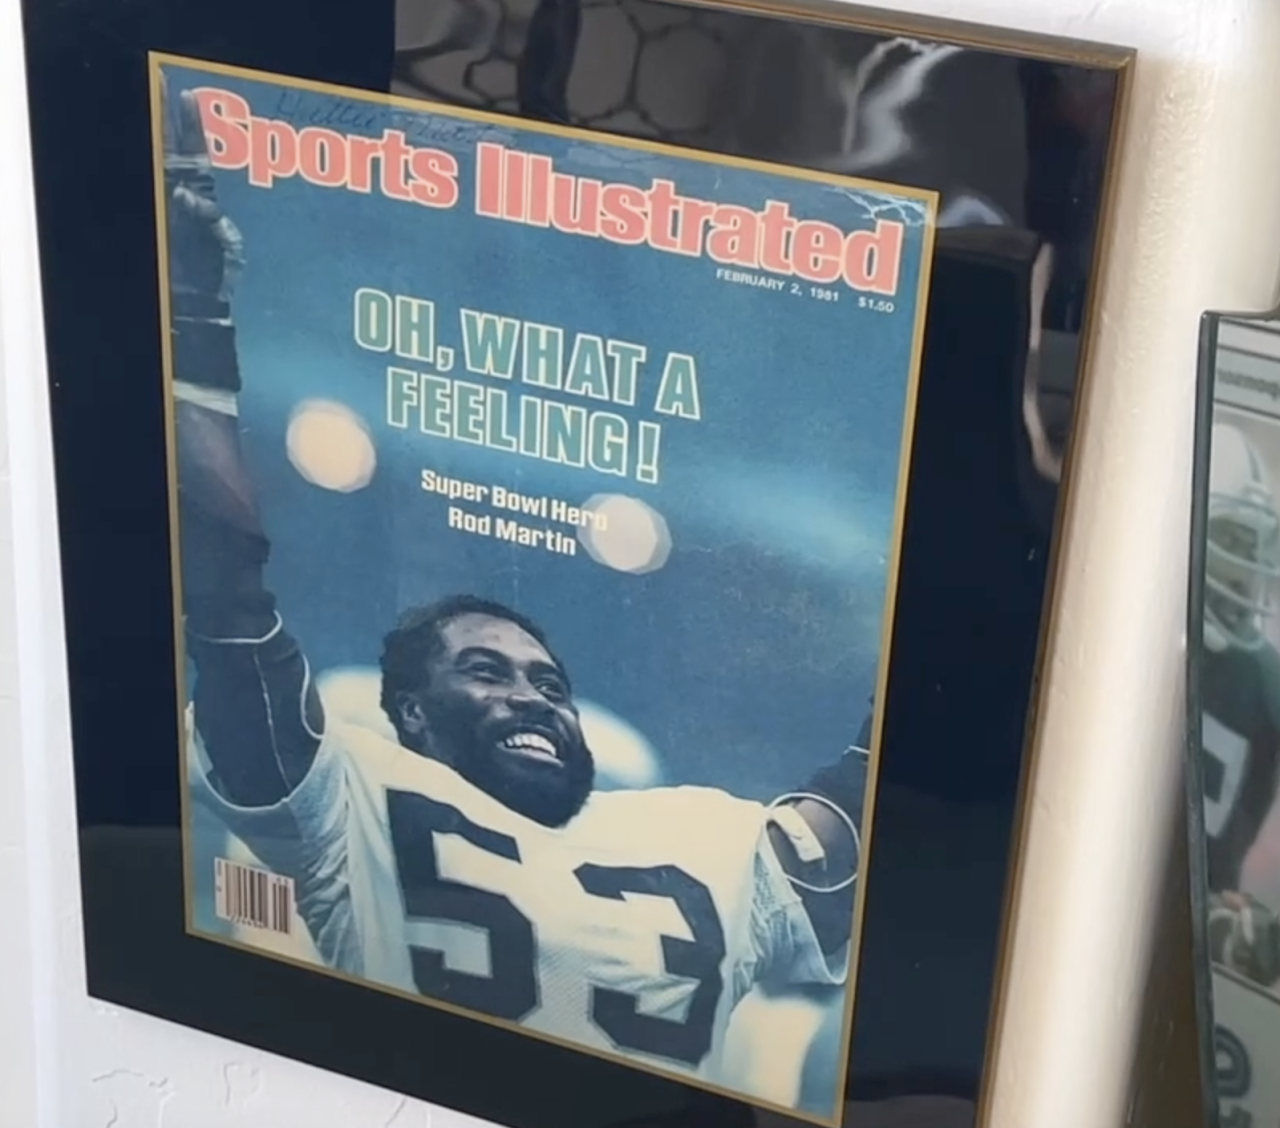 Sports Illustrated
FEBRUARY 2, 1981 $1.50
OH, WHAT A
FEELING!
Super Bowl Hero
Rod Martin
53